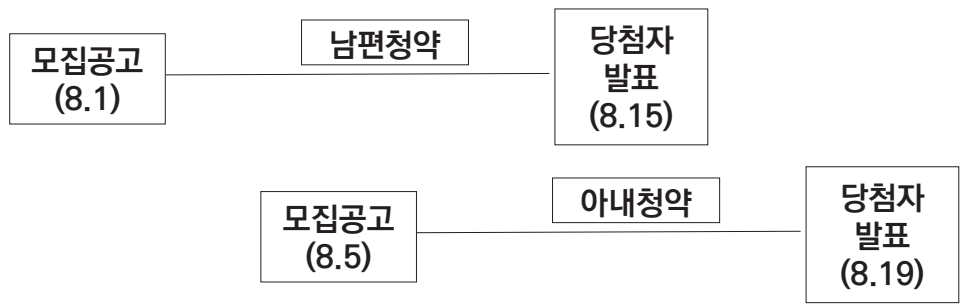 모집공고
(8.1)
남편청약
당첨자
발표
(8.15)
모집공고
(8.5)
아내청약
당첨자
발표
(8.19)